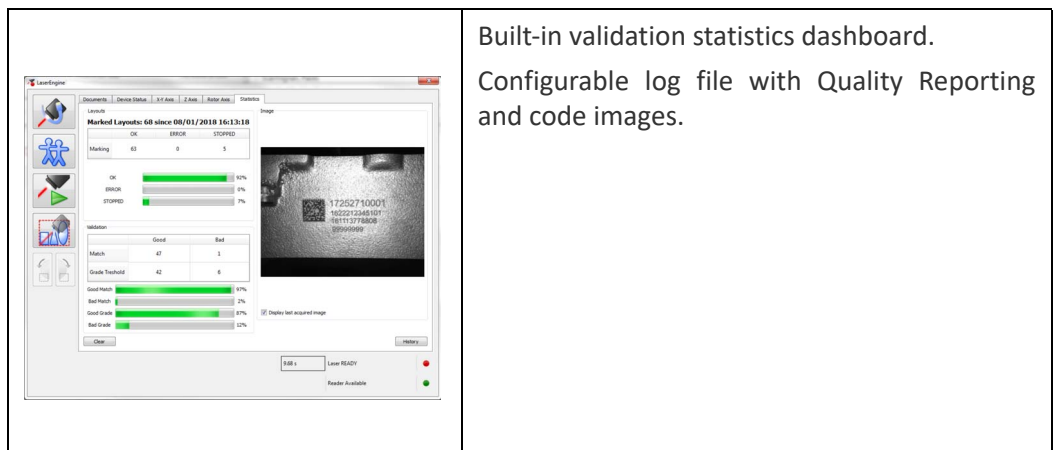 LaserEngine
Documents Device Status X-Y Axis Z Axis Rotor Axis Statistics
Layouts
Marked Layouts: 68 since 08/01/2018 16:13:18
OK ERROR STOPPED
Marking 63 0 5
OK 92%
ERROR 0%
STOPPED 7%
Validation
Good Bad
Match 47 1
Grade Treshold 42 6
Good Match 97%
Bad Match 2%
Good Grade 87%
Bad Grade 12%
Clear
Image
17252710001
1622212345101
161113778808
99999999
Display last acquired image
History
9.68 s Laser READY
Reader Available
Built-in validation statistics dashboard.
Configurable log file with Quality Reporting
and code images.